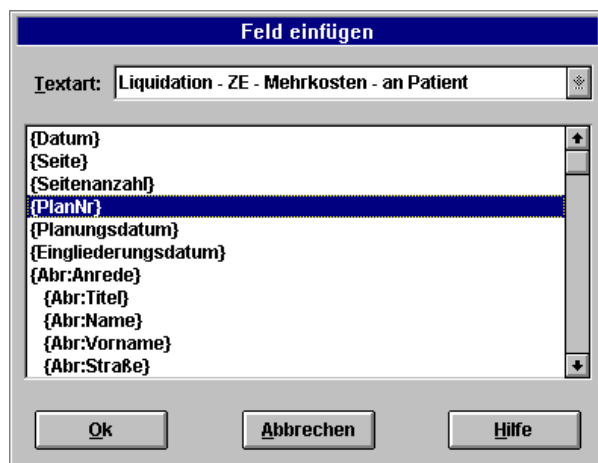 Feld einfügen
Textart: Liquidation - ZE - Mehrkosten - an Patient
{Datum}
{Seite}
{Seitenanzahl}
{PlanNr}
{Planungsdatum}
{Eingliederungsdatum}
{Abr:Anrede}
{Abr:Titel}
{Abr:Name}
{Abr:Vorname}
{Abr:Straße}
Ok Abbrechen Hilfe